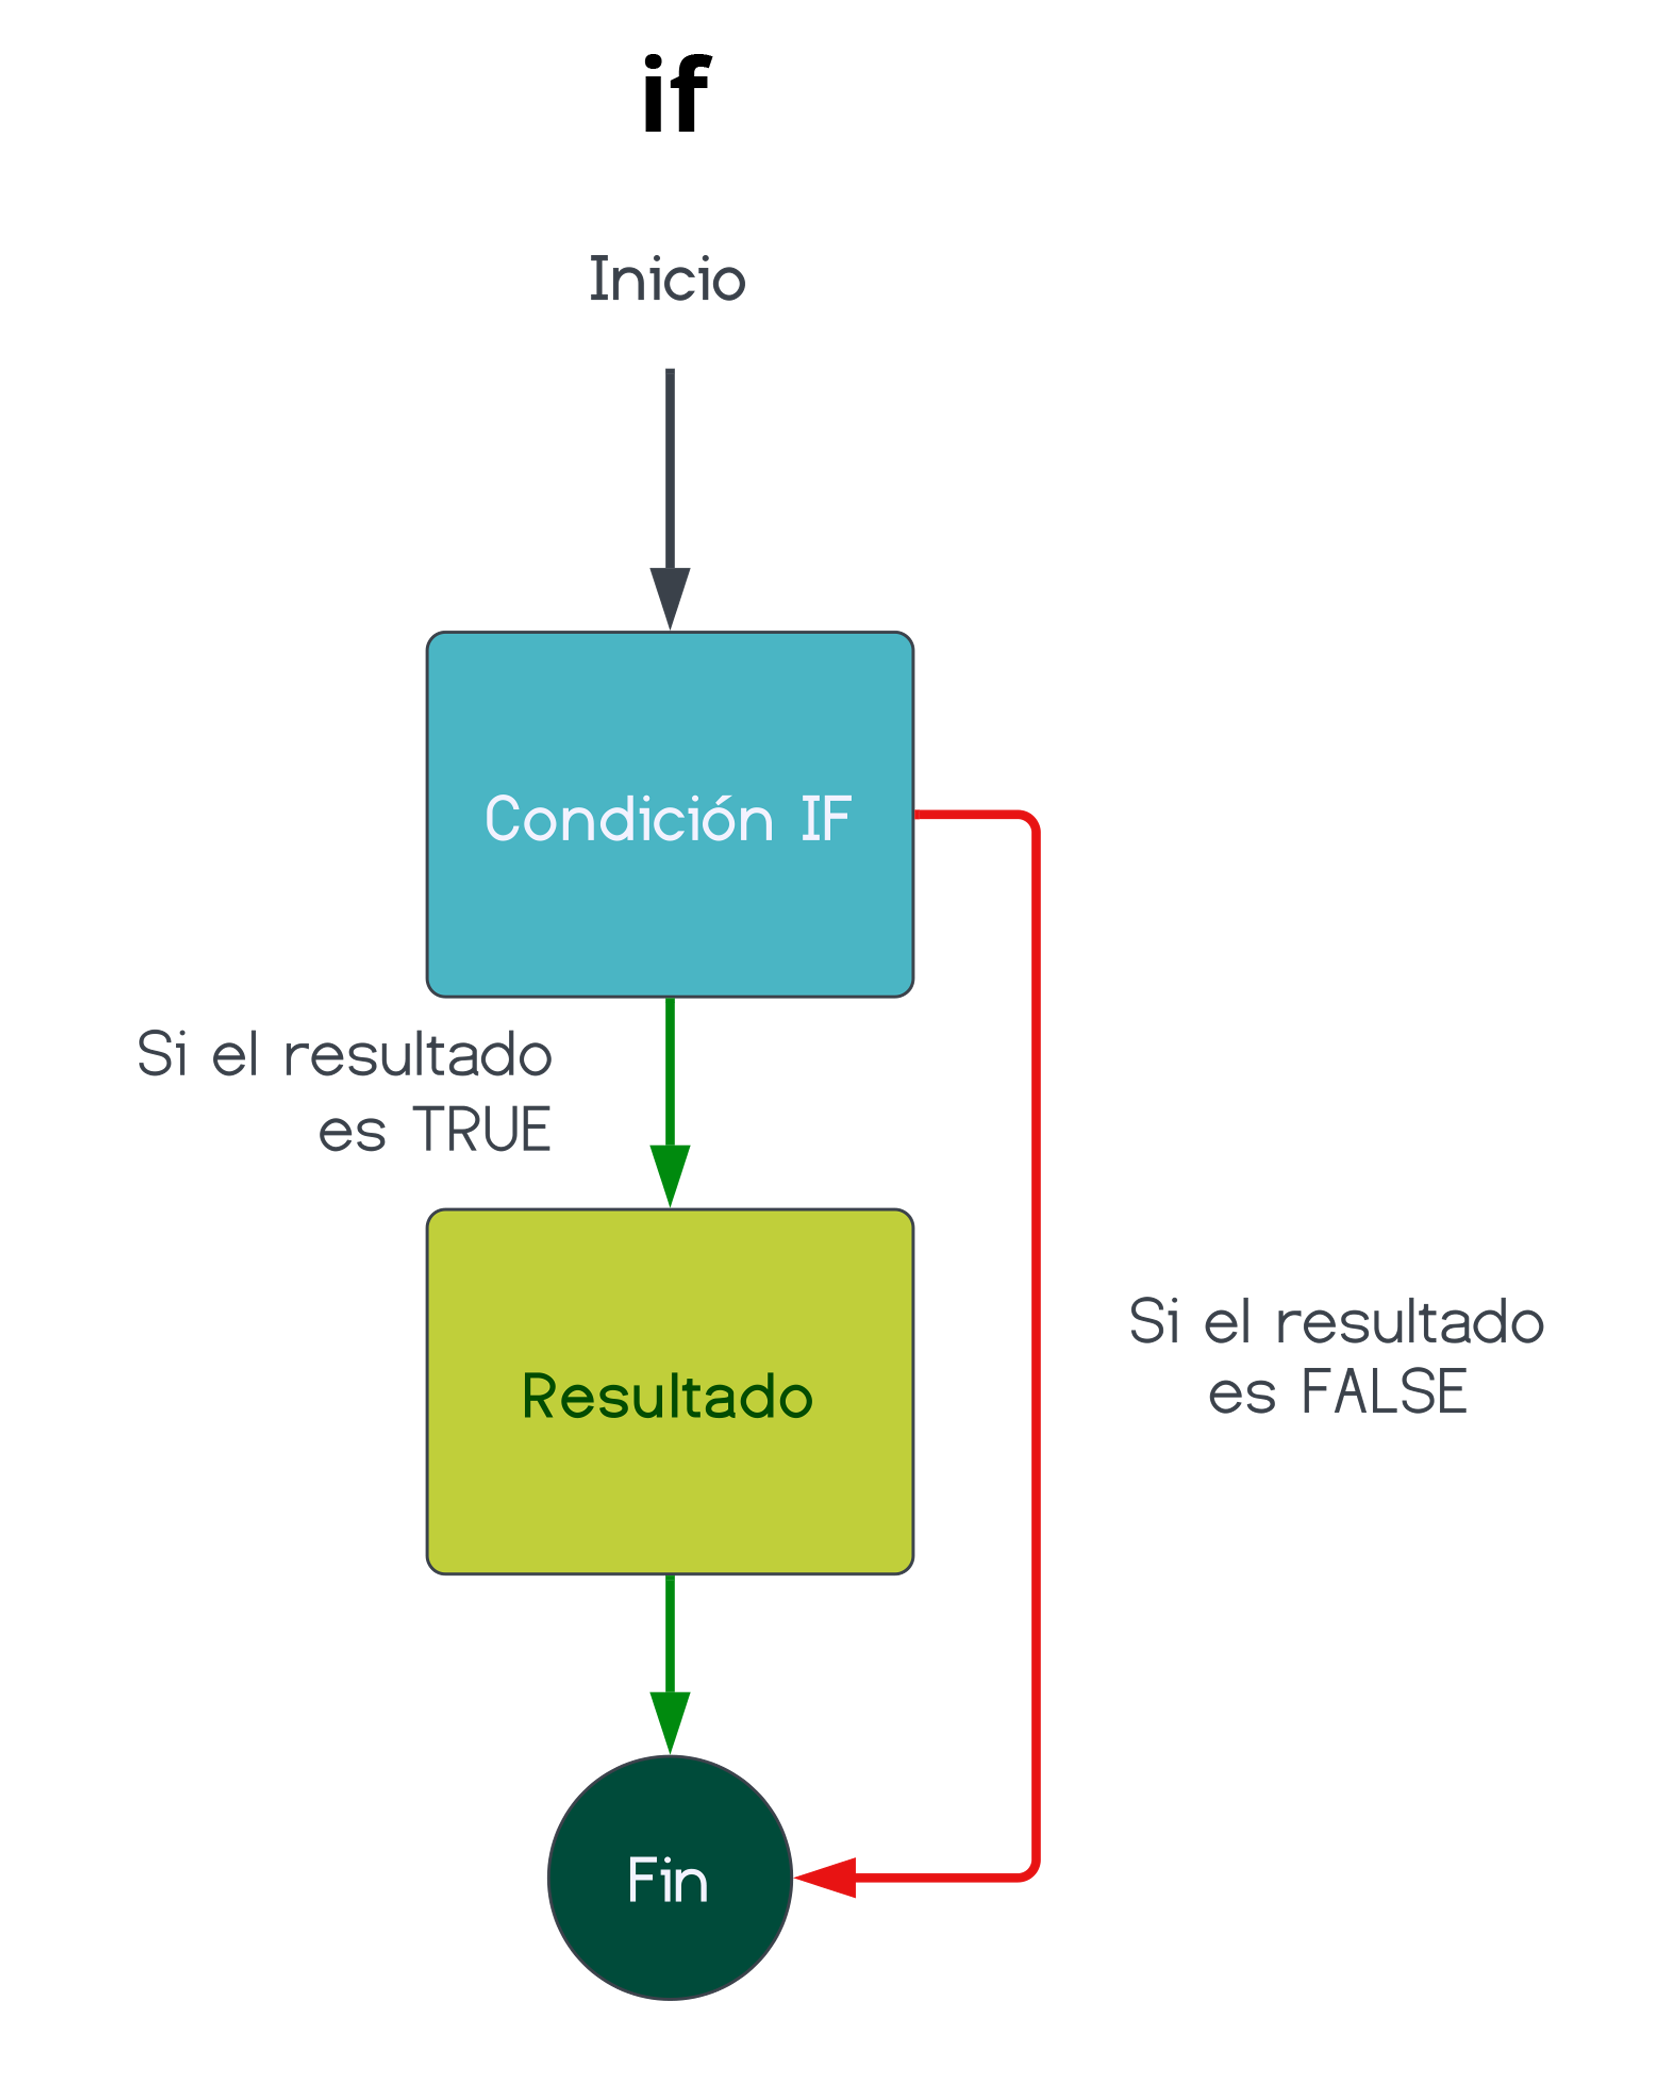 if
Inicio
Condición IF
Si el resultado
es TRUE
Resultado
Si el resultado
es FALSE
Fin